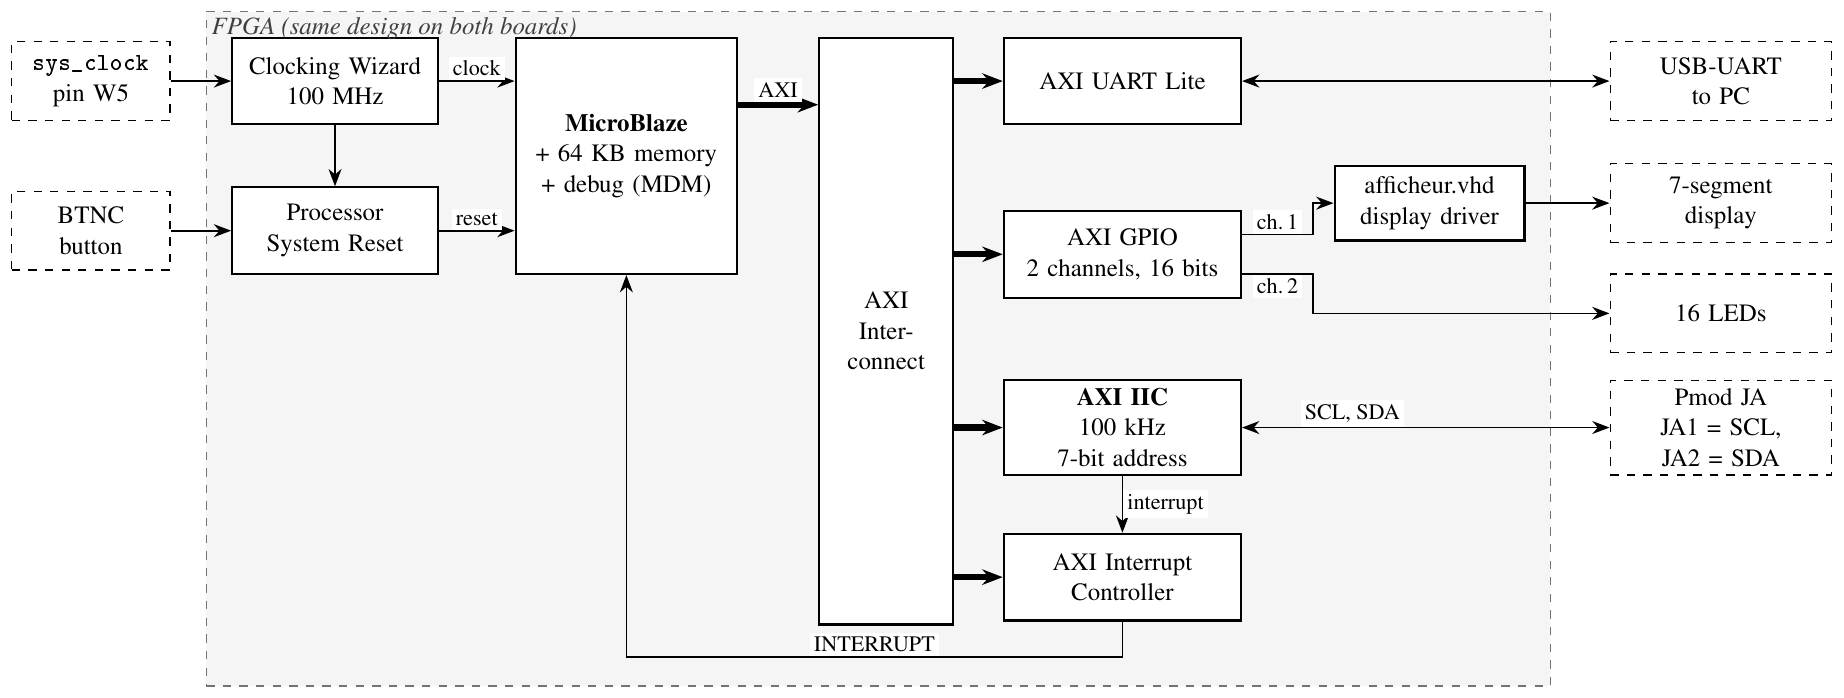 FPGA (same design on both boards)
sys_clock
pin W5
Clocking Wizard
100 MHz
clock
BTNC
button
Processor
System Reset
reset
MicroBlaze
+ 64 KB memory
+ debug (MDM)
AXI
AXI
Inter-
connect
AXI UART Lite
USB-UART
to PC
AXI GPIO
2 channels, 16 bits
ch. 1
ch. 2
afficheur.vhd
display driver
7-segment
display
16 LEDs
AXI IIC
100 kHz
7-bit address
SCL, SDA
Pmod JA
JA1 = SCL,
JA2 = SDA
interrupt
AXI Interrupt
Controller
INTERRUPT